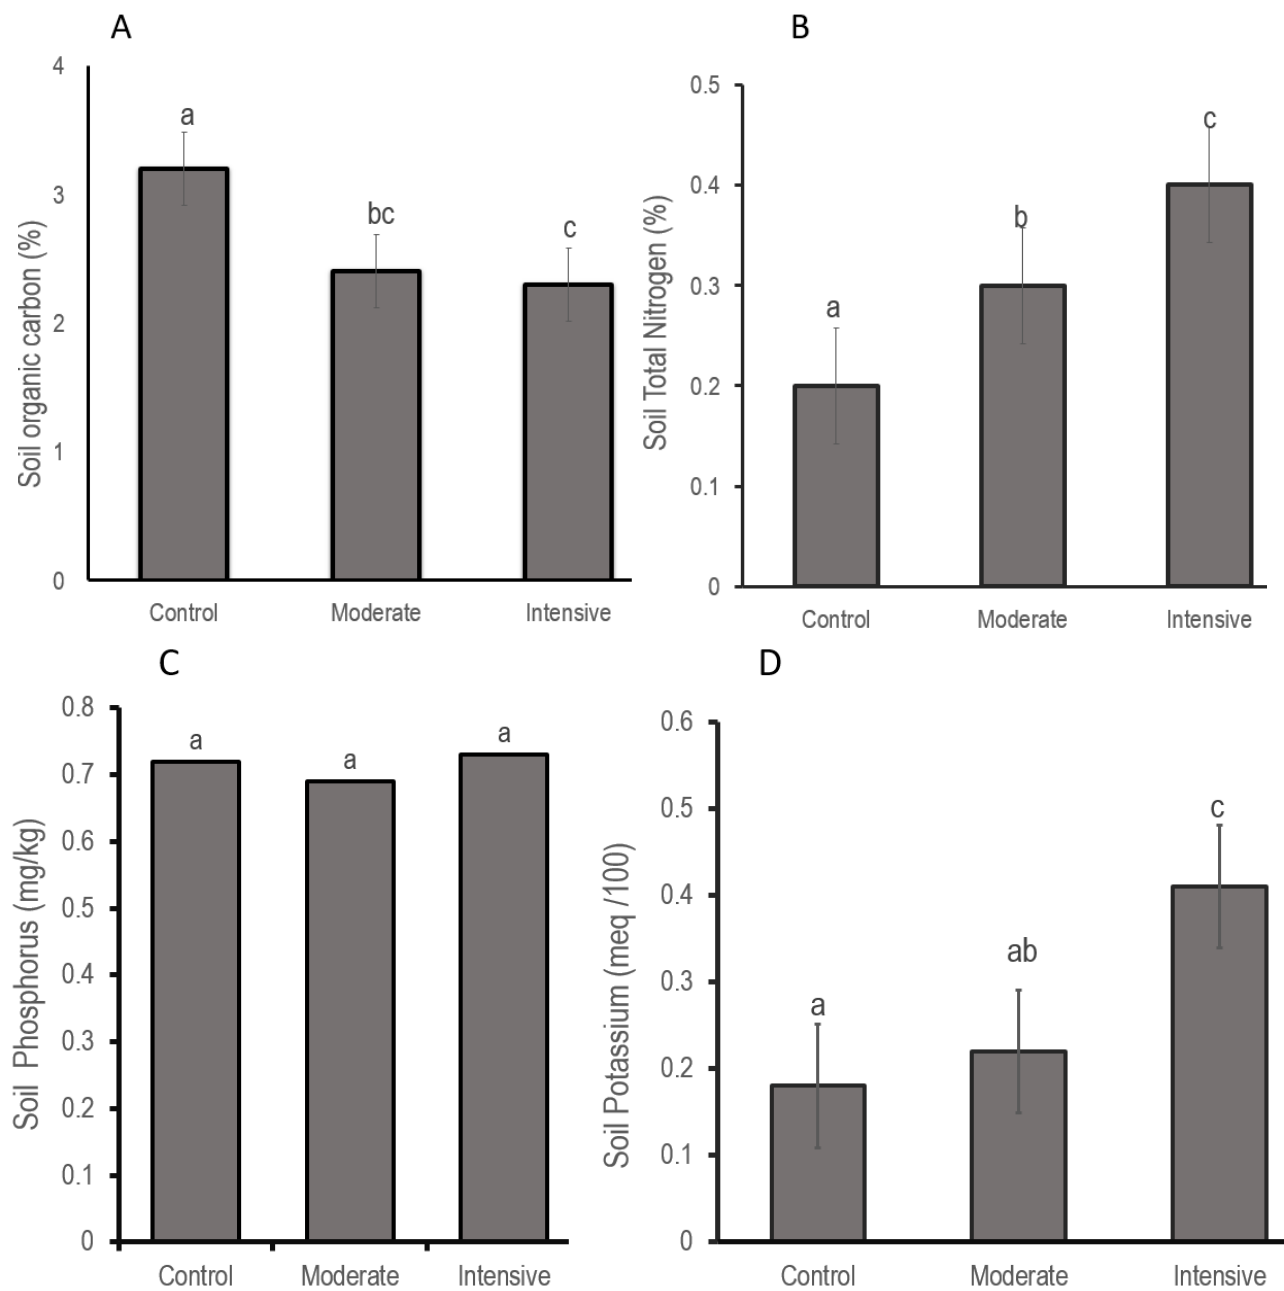 A
Soil organic carbon (%)
4
3
2
1
0
a
bc
c
Control Moderate Intensive
B
Soil Total Nitrogen (%)
0.5
0.4
0.3
0.2
0.1
0
a
b
c
Control Moderate Intensive
C
Soil Phosphorus (mg/kg)
0.8
0.7
0.6
0.5
0.4
0.3
0.2
0.1
0
a
a
a
Control Moderate Intensive
D
Soil Potassium (meq /100)
0.6
0.5
0.4
0.3
0.2
0.1
0
a
ab
c
Control Moderate Intensive